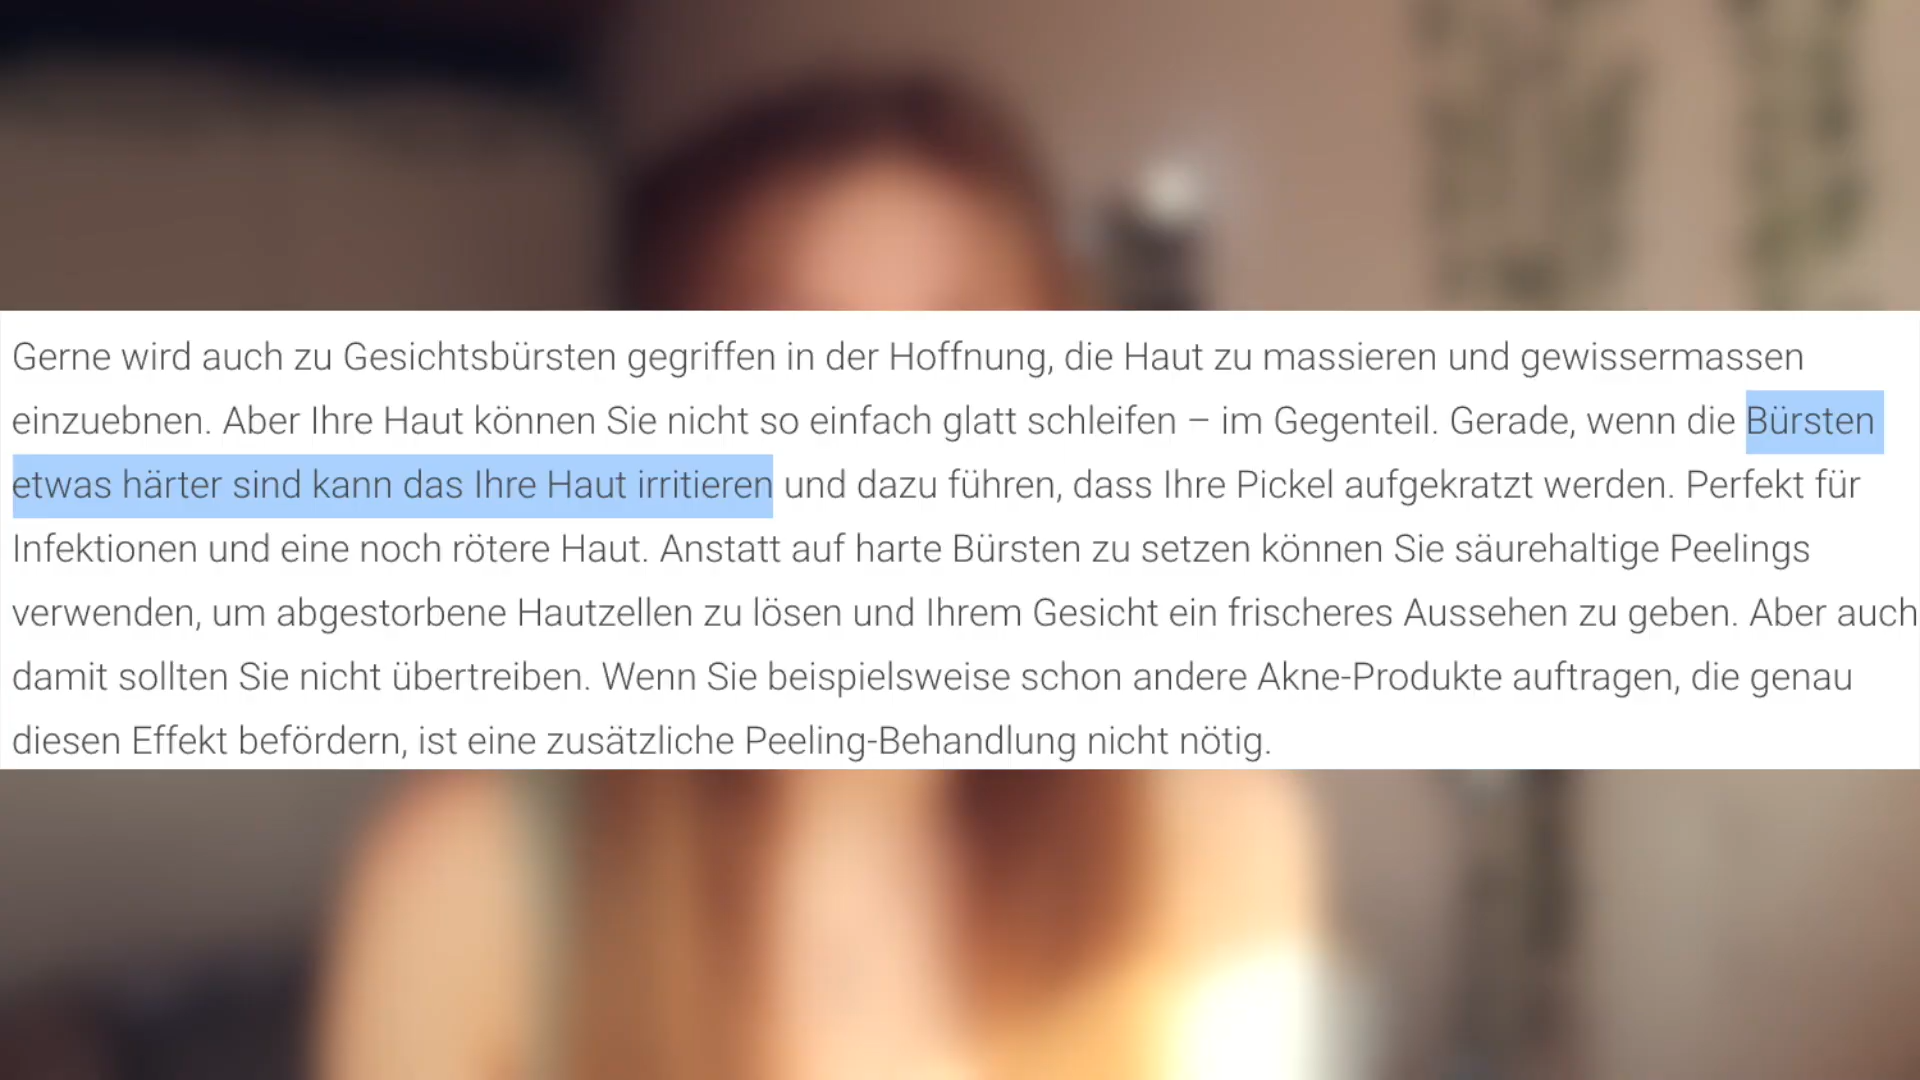 Gerne wird auch zu Gesichtsbürsten gegriffen in der Hoffnung, die Haut zu massieren und gewissermassen
einzuebnen. Aber Ihre Haut können Sie nicht so einfach glatt schleifen – im Gegenteil. Gerade, wenn die Bürsten
etwas härter sind kann das Ihre Haut irritieren und dazu führen, dass Ihre Pickel aufgekratzt werden. Perfekt für
Infektionen und eine noch rötere Haut. Anstatt auf harte Bürsten zu setzen können Sie säurehaltige Peelings
verwenden, um abgestorbene Hautzellen zu lösen und Ihrem Gesicht ein frischeres Aussehen zu geben. Aber auch
damit sollten Sie nicht übertreiben. Wenn Sie beispielsweise schon andere Akne-Produkte auftragen, die genau
diesen Effekt befördern, ist eine zusätzliche Peeling-Behandlung nicht nötig.